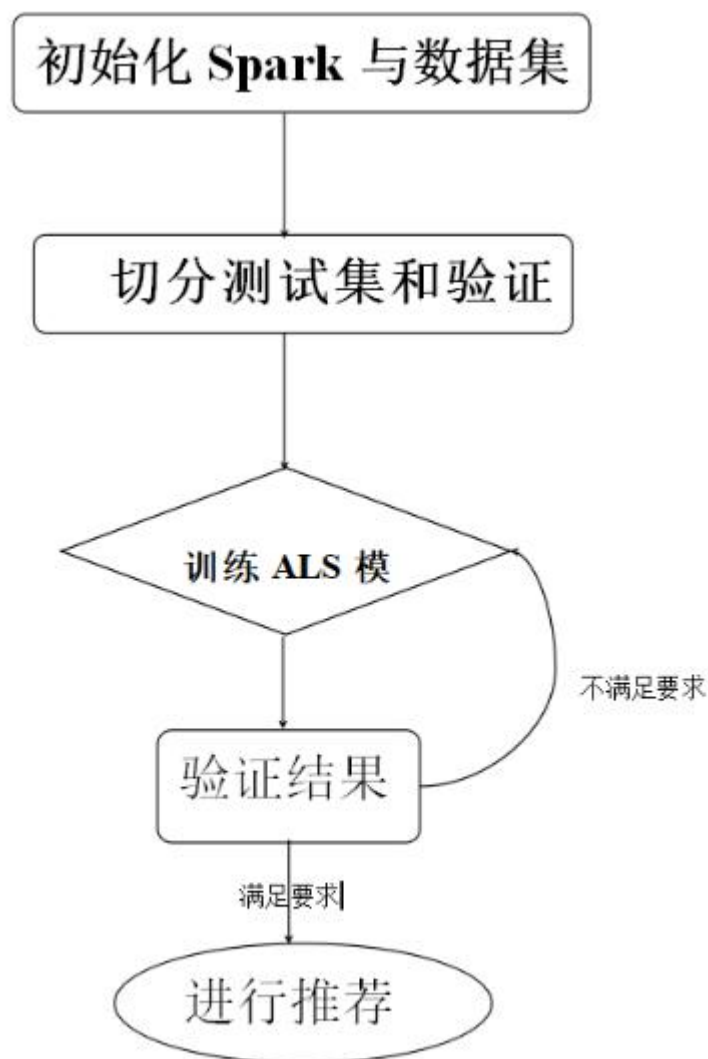 初始化 Spark 与数据集
切分测试集和验证
训练 ALS 模
不满足要求
验证结果
满足要求
进行推荐